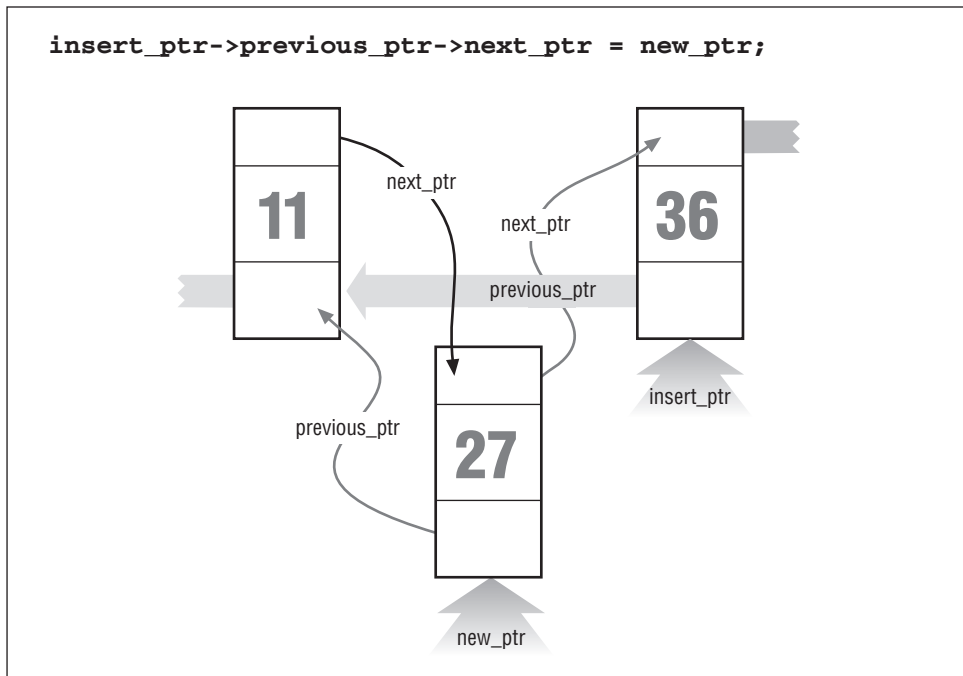 insert_ptr->previous_ptr->next_ptr = new_ptr;
11
next_ptr
next_ptr
36
previous_ptr
insert_ptr
previous_ptr
27
new_ptr